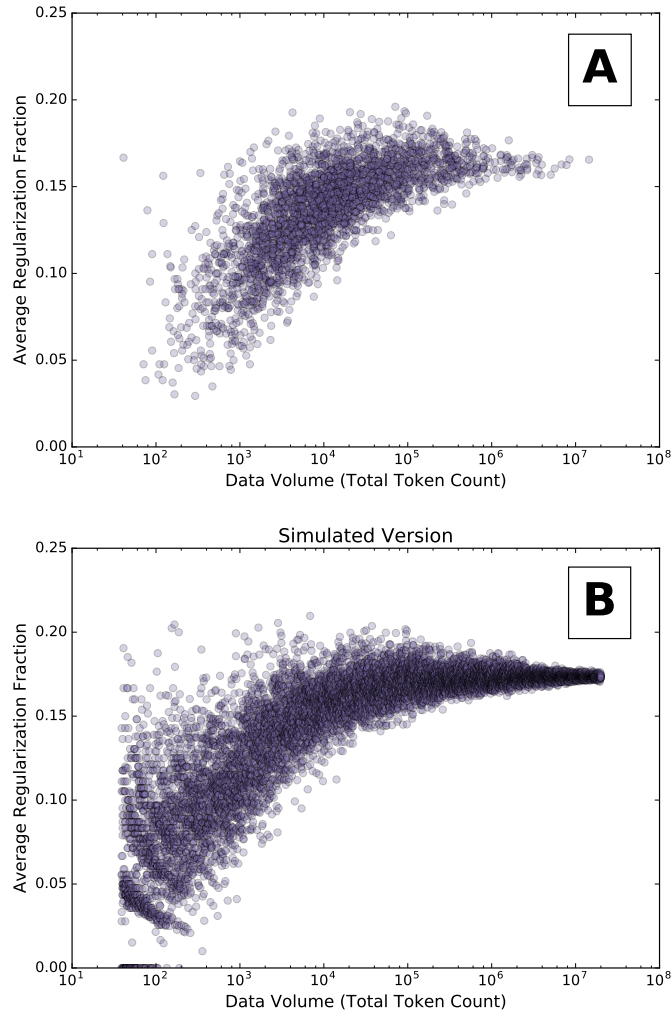 0.25
A
0.20
0.15
0.10
0.05
0.00
Average Regularization Fraction
10¹ 10² 10³ 10⁴ 10⁵ 10⁶ 10⁷ 10⁸
Data Volume (Total Token Count)
Simulated Version
0.25
B
0.20
0.15
0.10
0.05
0.00
Average Regularization Fraction
10¹ 10² 10³ 10⁴ 10⁵ 10⁶ 10⁷ 10⁸
Data Volume (Total Token Count)